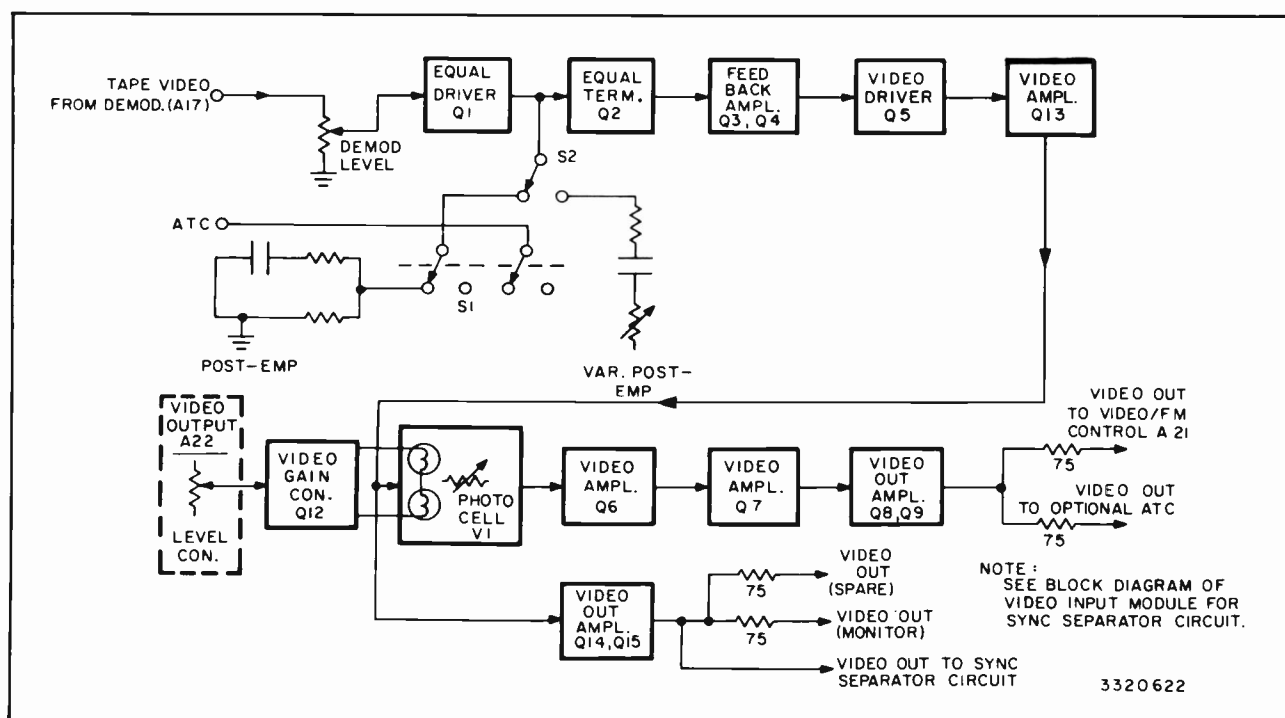 TAPE VIDEO
FROM DEMOD.(A17)
DEMOD
LEVEL
EQUAL
DRIVER
Q1
EQUAL
TERM.
Q2
FEED
BACK
AMPL.
Q3, Q4
VIDEO
DRIVER
Q5
VIDEO
AMPL.
Q13
S2
ATC
S1
POST-EMP
VAR. POST-
EMP
VIDEO
OUTPUT
A22
LEVEL
CON.
VIDEO
GAIN
CON.
Q12
PHOTO
CELL
V1
VIDEO
AMPL.
Q6
VIDEO
AMPL.
Q7
VIDEO
OUT
AMPL.
Q8,Q9
VIDEO OUT
TO VIDEO/FM
CONTROL A 21
75
VIDEO OUT
TO OPTIONAL ATC
75
VIDEO
OUT
AMPL.
Q14,Q15
VIDEO
OUT
(SPARE)
75
VIDEO OUT
(MONITOR)
75
VIDEO OUT TO SYNC
SEPARATOR CIRCUIT
NOTE:
SEE BLOCK DIAGRAM OF
VIDEO INPUT MODULE FOR
SYNC SEPARATOR CIRCUIT.
3320622